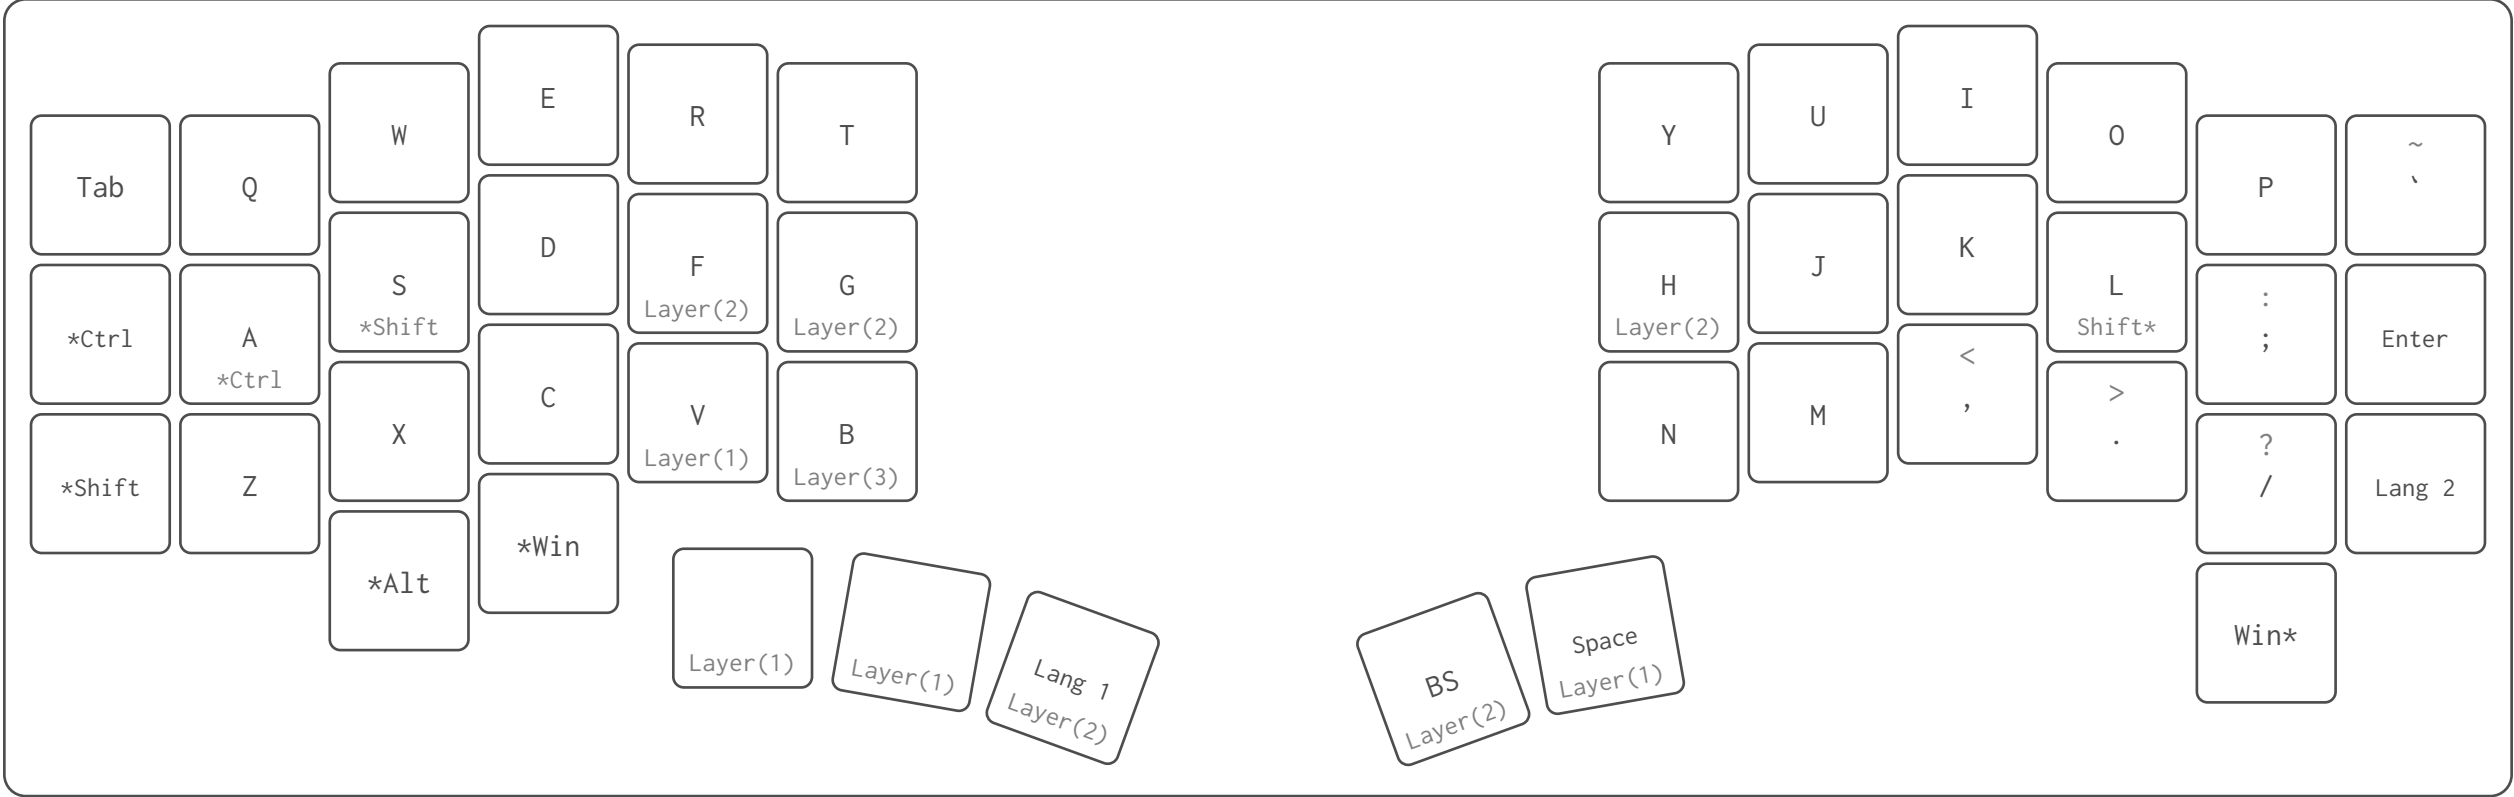 Tab
Q
W
E
R
T
Y
U
I
O
P
~
`
*Ctrl
A
*Ctrl
S
*Shift
D
F
Layer(2)
G
Layer(2)
H
Layer(2)
J
K
L
Shift*
:
;
Enter
*Shift
Z
X
C
V
Layer(1)
B
Layer(3)
N
M
<
,
>
.
?
/
Lang 2
*Alt
*Win
Layer(1)
Layer(1)
Lang 1
Layer(2)
BS
Layer(2)
Space
Layer(1)
Win*